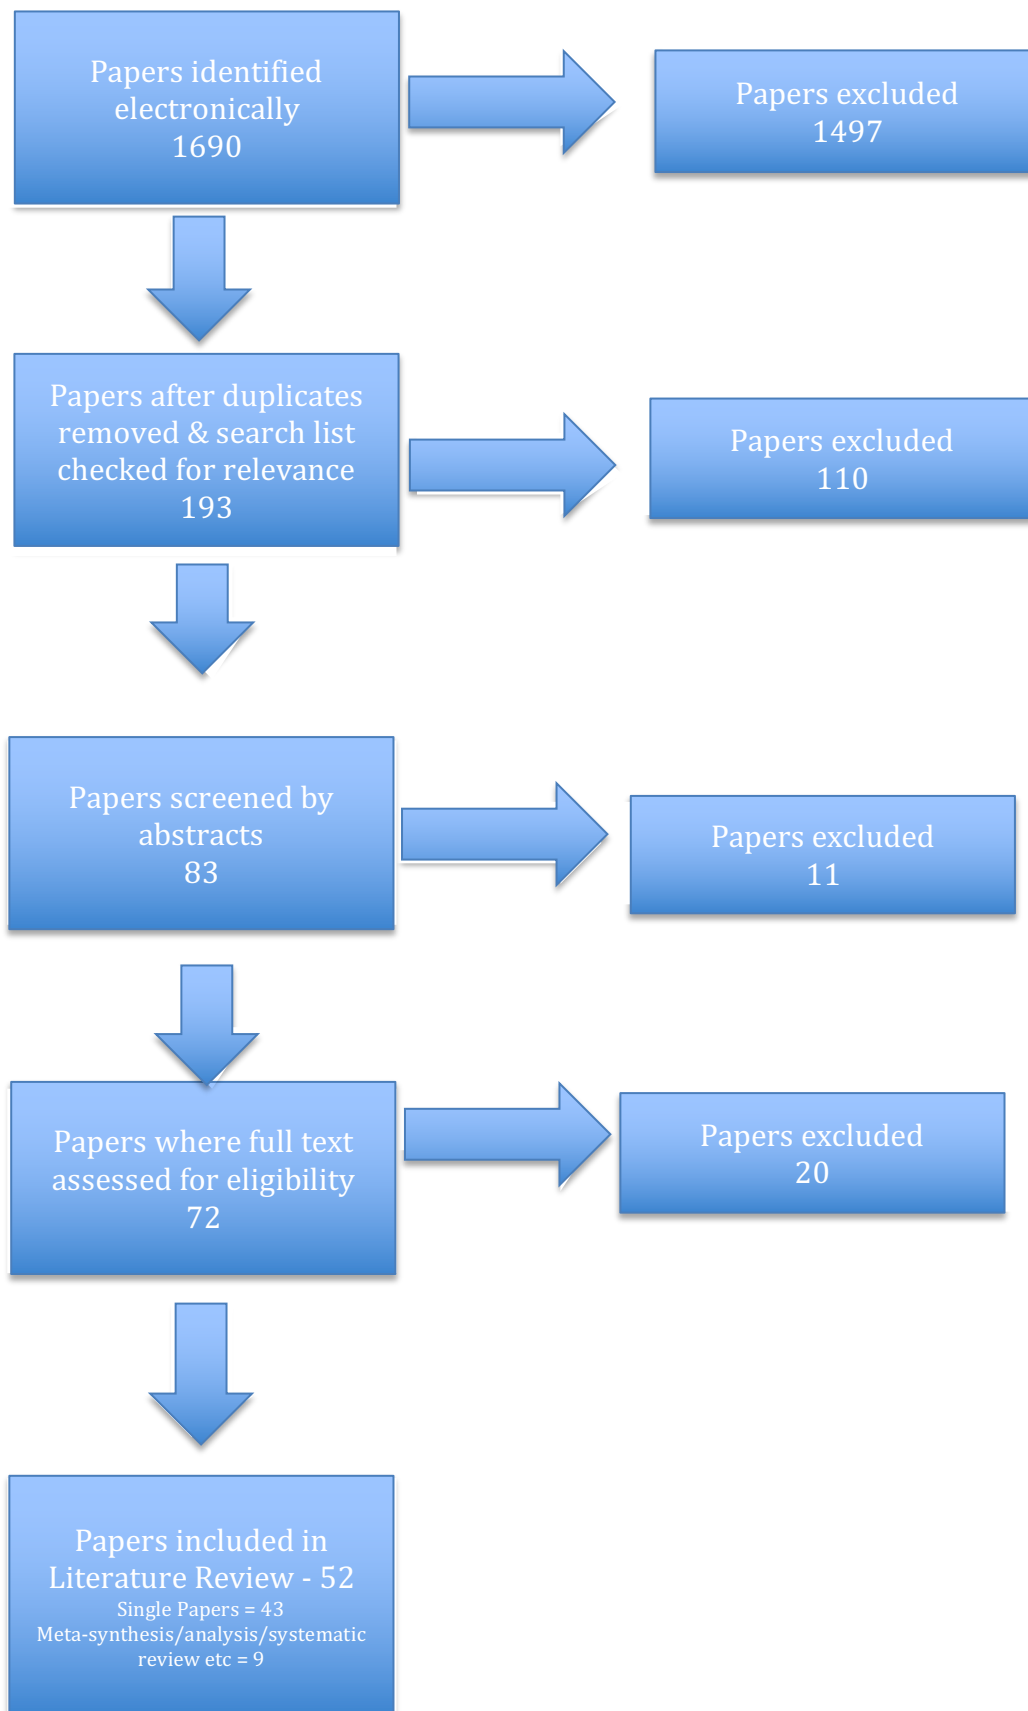 Papers identified
electronically
1690
Papers excluded
1497
Papers after duplicates
removed & search list
checked for relevance
193
Papers excluded
110
Papers screened by
abstracts
83
Papers excluded
11
Papers where full text
assessed for eligibility
72
Papers excluded
20
Papers included in
Literature Review - 52
Single Papers = 43
Meta-synthesis/analysis/systematic
review etc = 9